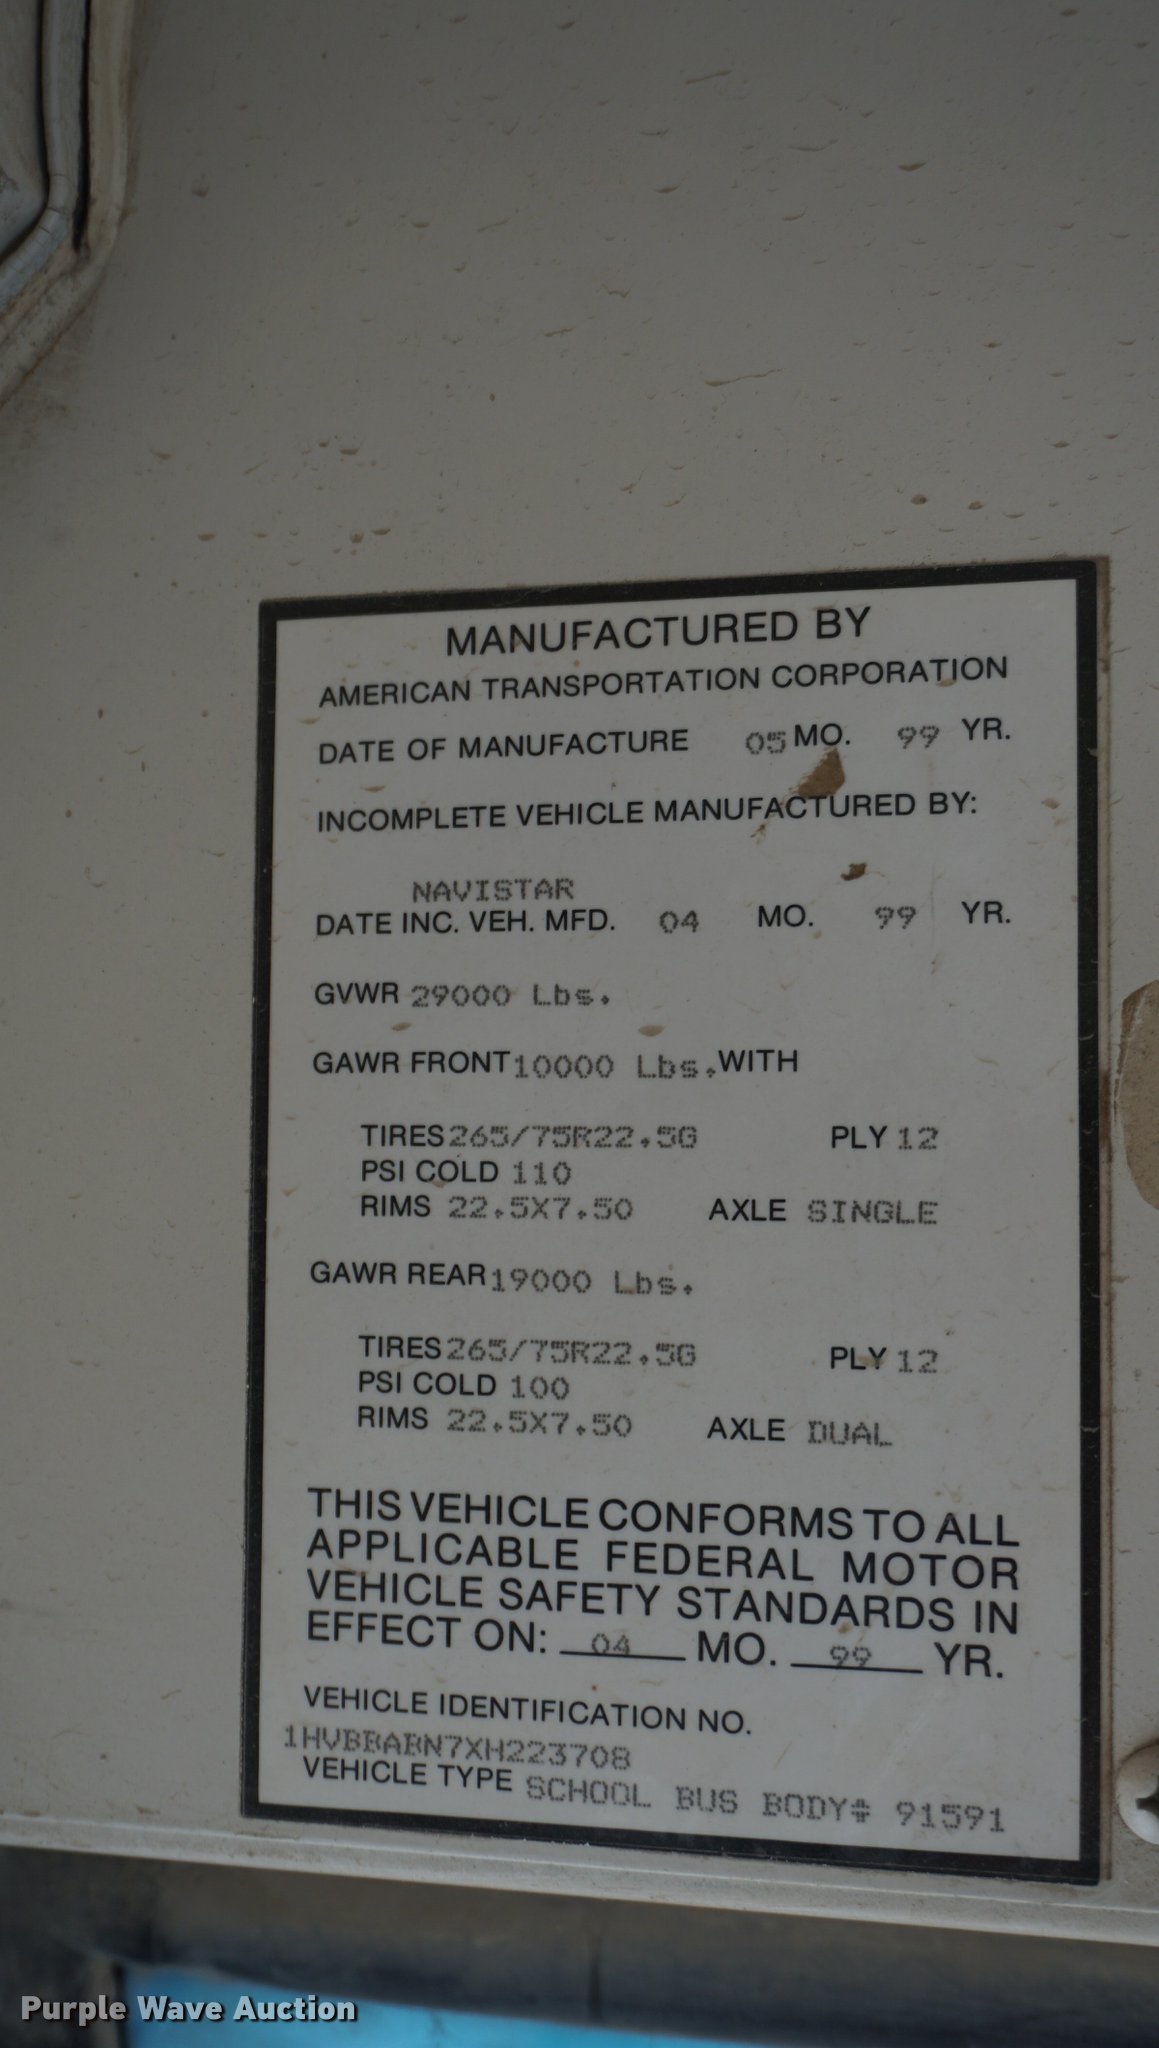 MANUFACTURED BY
AMERICAN TRANSPORTATION CORPORATION
DATE OF MANUFACTURE 05 MO. 99 YR.
INCOMPLETE VEHICLE MANUFACTURED BY:
NAVISTAR
DATE INC. VEH. MFD. 04 MO. 99 YR.
GVWR 29000 Lbs.
GAWR FRONT 10000 Lbs. WITH
TIRES 265/75R22.5G PLY 12
PSI COLD 110
RIMS 22.5X7.50 AXLE SINGLE
GAWR REAR 19000 Lbs.
TIRES 265/75R22.5G PLY 12
PSI COLD 100
RIMS 22.5X7.50 AXLE DUAL
THIS VEHICLE CONFORMS TO ALL
APPLICABLE FEDERAL MOTOR
VEHICLE SAFETY STANDARDS IN
EFFECT ON: 04 MO. 99 YR.
VEHICLE IDENTIFICATION NO.
1HVBBABN7XH223708
VEHICLE TYPE SCHOOL BUS BODY# 91591
Purple Wave Auction